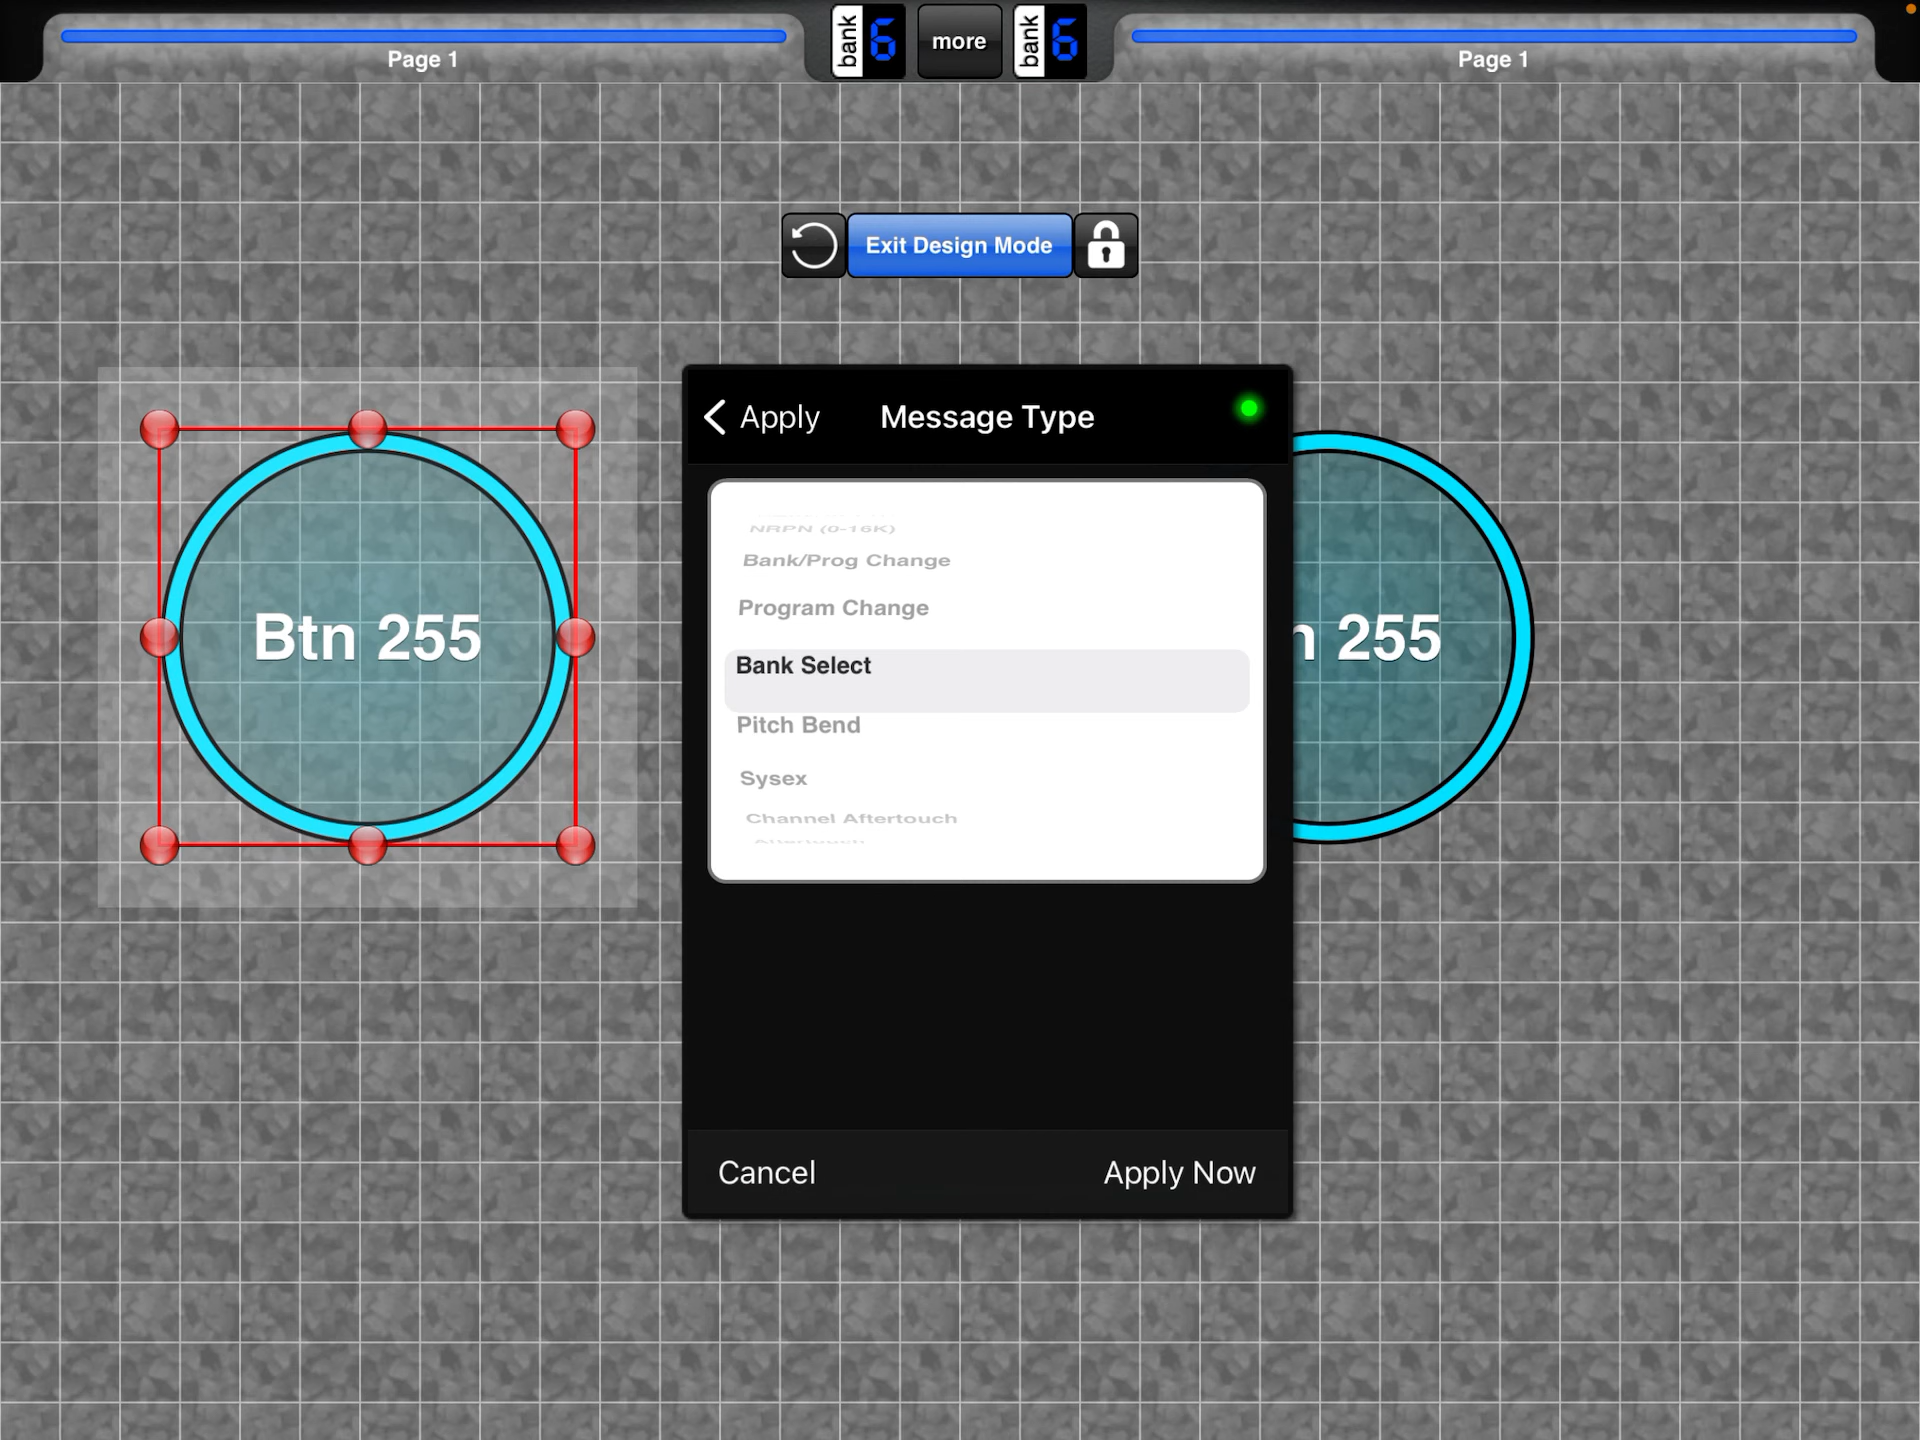 Page 1
bank 6
more
bank 6
Page 1
Exit Design Mode
Apply
Message Type
NRPN (0-16K)
Bank/Prog Change
Program Change
Bank Select
Pitch Bend
Sysex
Channel Aftertouch
Btn 255
n 255
Cancel
Apply Now